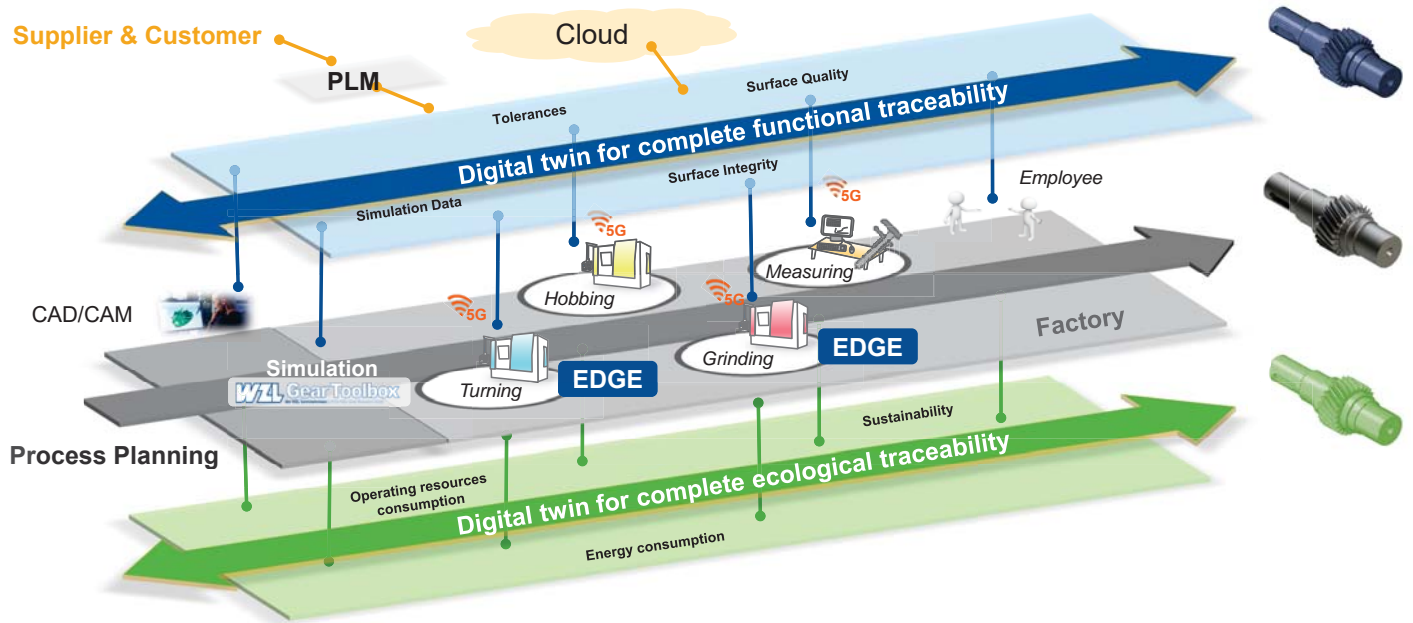 Supplier & Customer
Cloud
PLM
Surface Quality
Tolerances
Digital twin for complete functional traceability
Surface Integrity
Employee
5G
Simulation Data
5G
Measuring
Hobbing
5G
5G
CAD/CAM
Factory
Grinding
EDGE
Simulation
WZL Gear Toolbox
Turning
EDGE
Sustainability
Process Planning
Operating resources
consumption
Digital twin for complete ecological traceability
Energy consumption